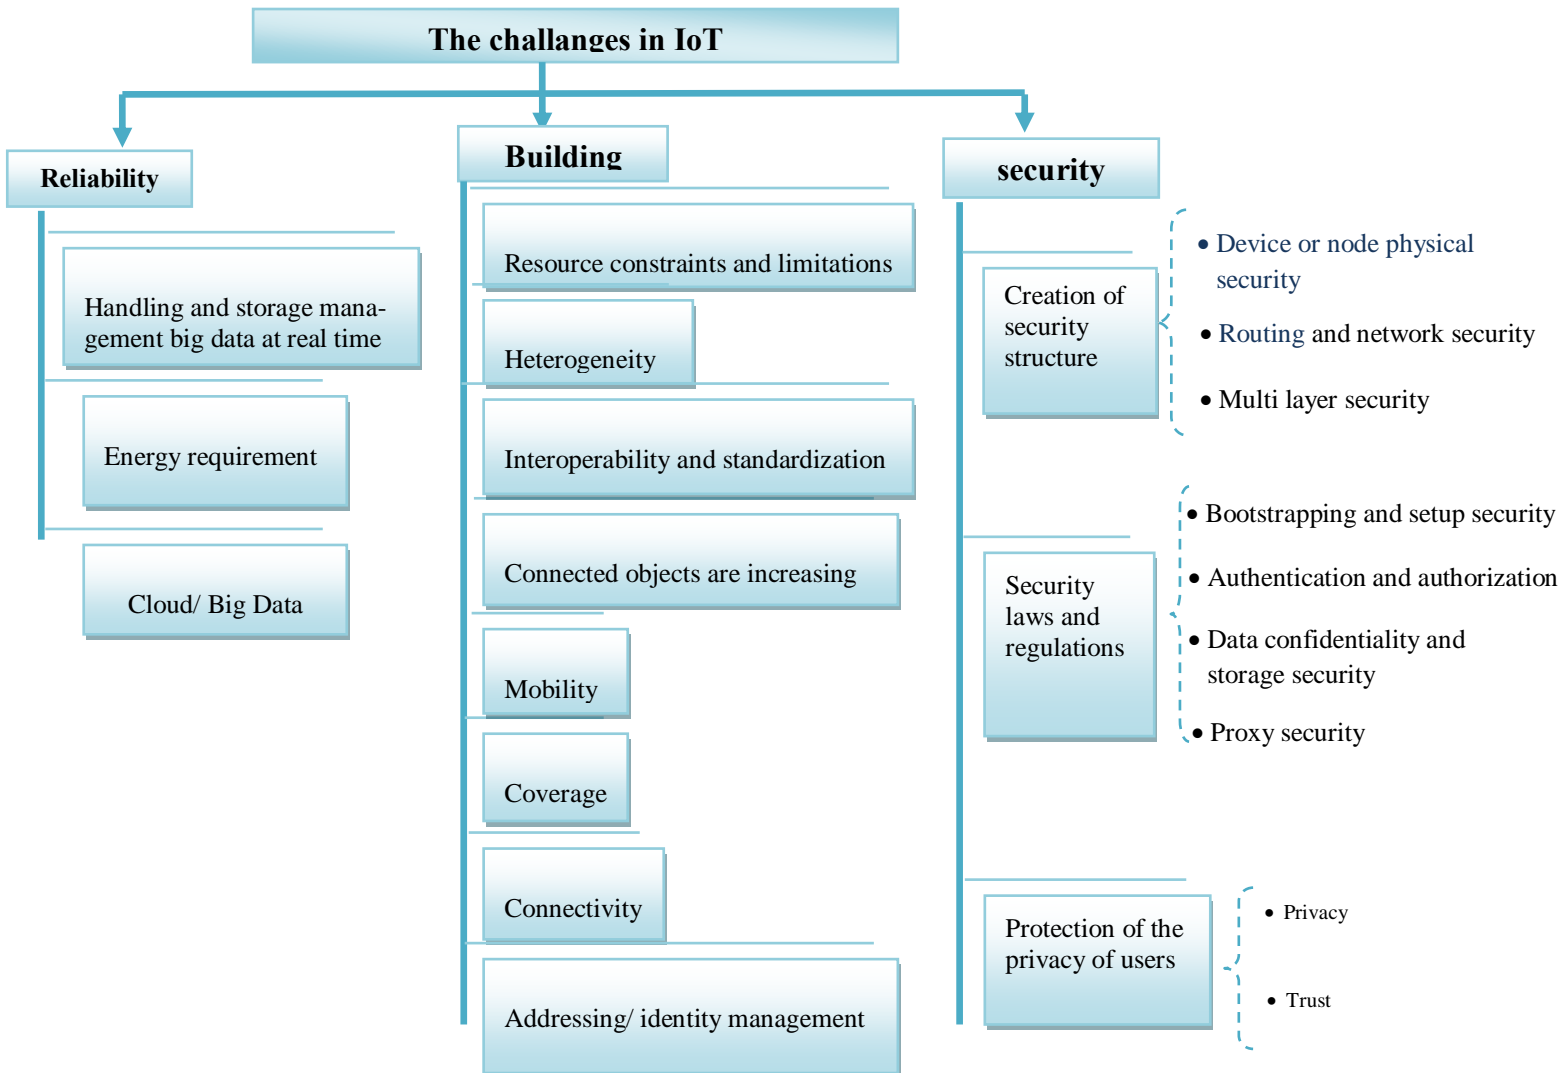 The challanges in IoT
Reliability
Handling and storage mana-
gement big data at real time
Energy requirement
Cloud/ Big Data
Building
Resource constraints and limitations
Heterogeneity
Interoperability and standardization
Connected objects are increasing
Mobility
Coverage
Connectivity
Addressing/ identity management
security
Creation of
security
structure
• Device or node physical
security
• Routing and network security
• Multi layer security
Security
laws and
regulations
• Bootstrapping and setup security
• Authentication and authorization
• Data confidentiality and
storage security
• Proxy security
Protection of the
privacy of users
• Privacy
• Trust